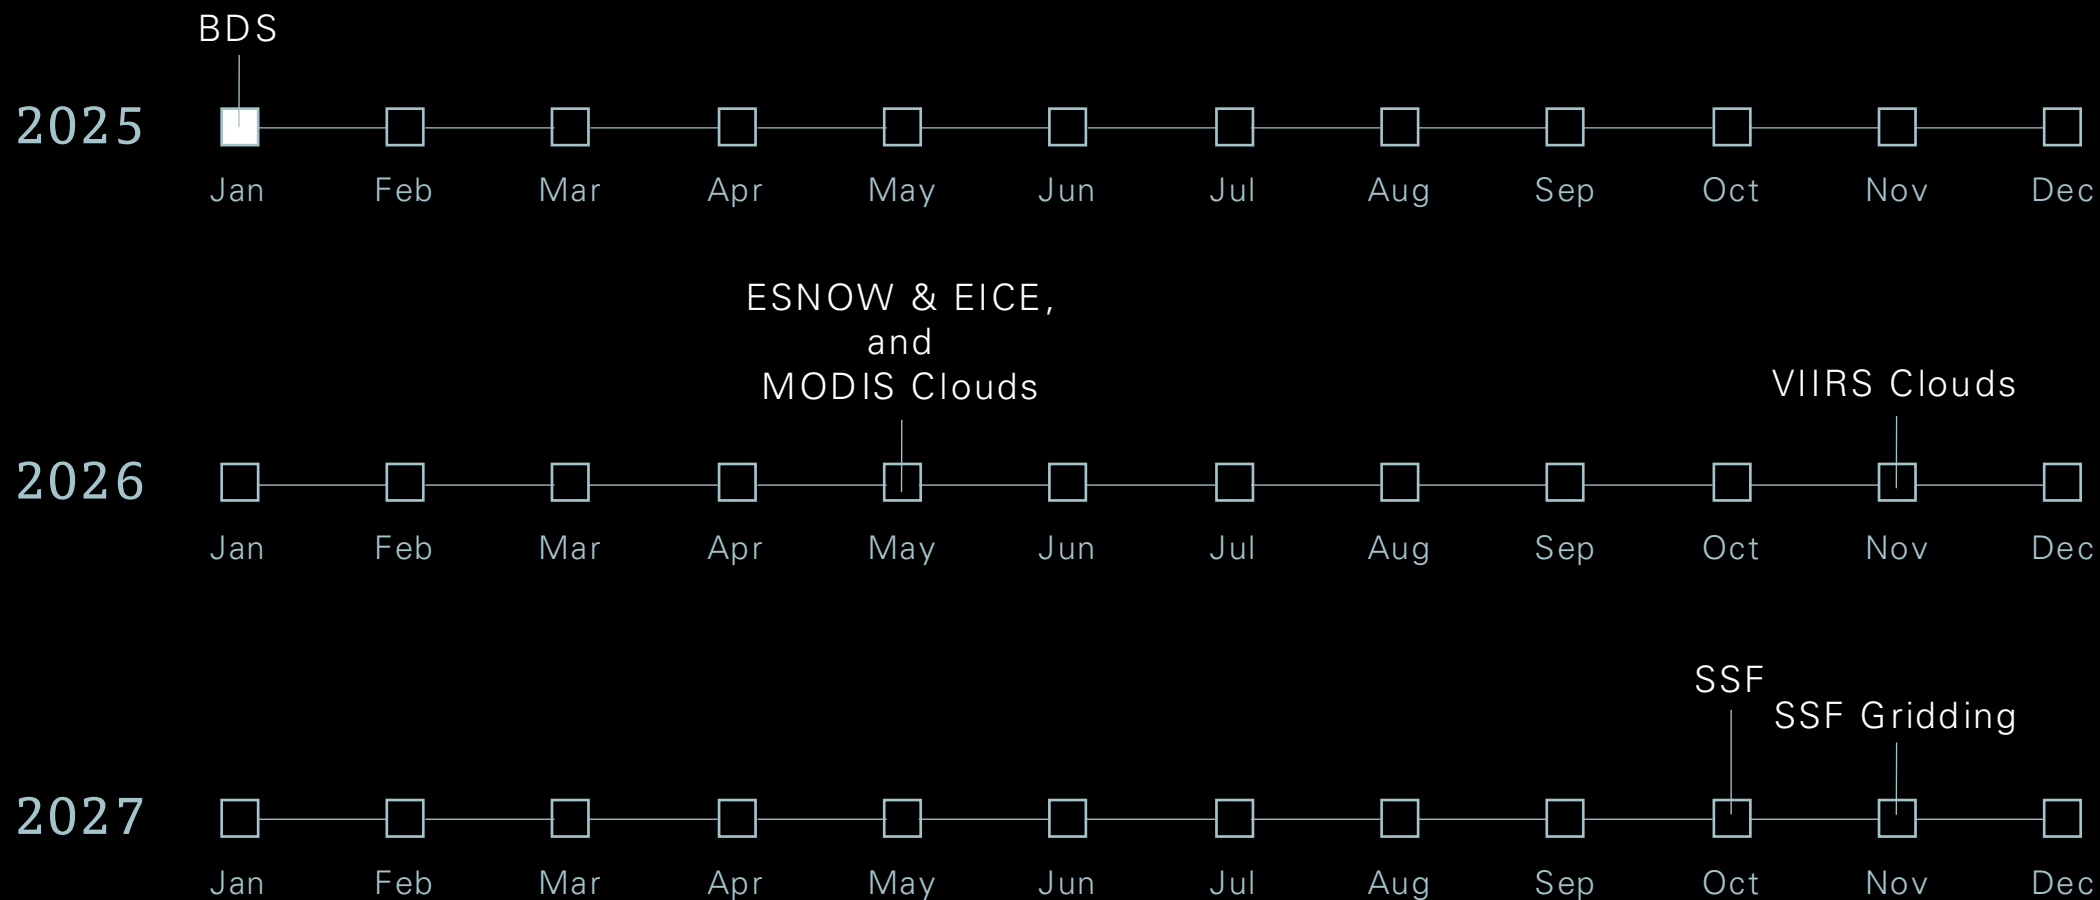 BDS
2025
Jan Feb Mar Apr May Jun Jul Aug Sep Oct Nov Dec
ESNOW & EICE,
and
MODIS Clouds
VIIRS Clouds
2026
Jan Feb Mar Apr May Jun Jul Aug Sep Oct Nov Dec
SSF
SSF Gridding
2027
Jan Feb Mar Apr May Jun Jul Aug Sep Oct Nov Dec